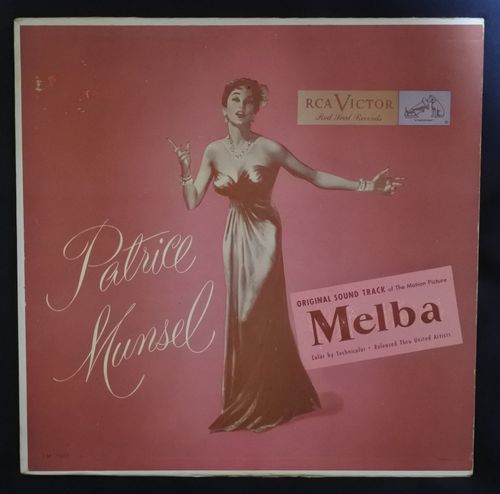 RCA VICTOR
Red Seal Records
Patrice
Munsel
ORIGINAL SOUND TRACK of The Motion Picture
Melba
Color by Technicolor • Released Thru United Artists